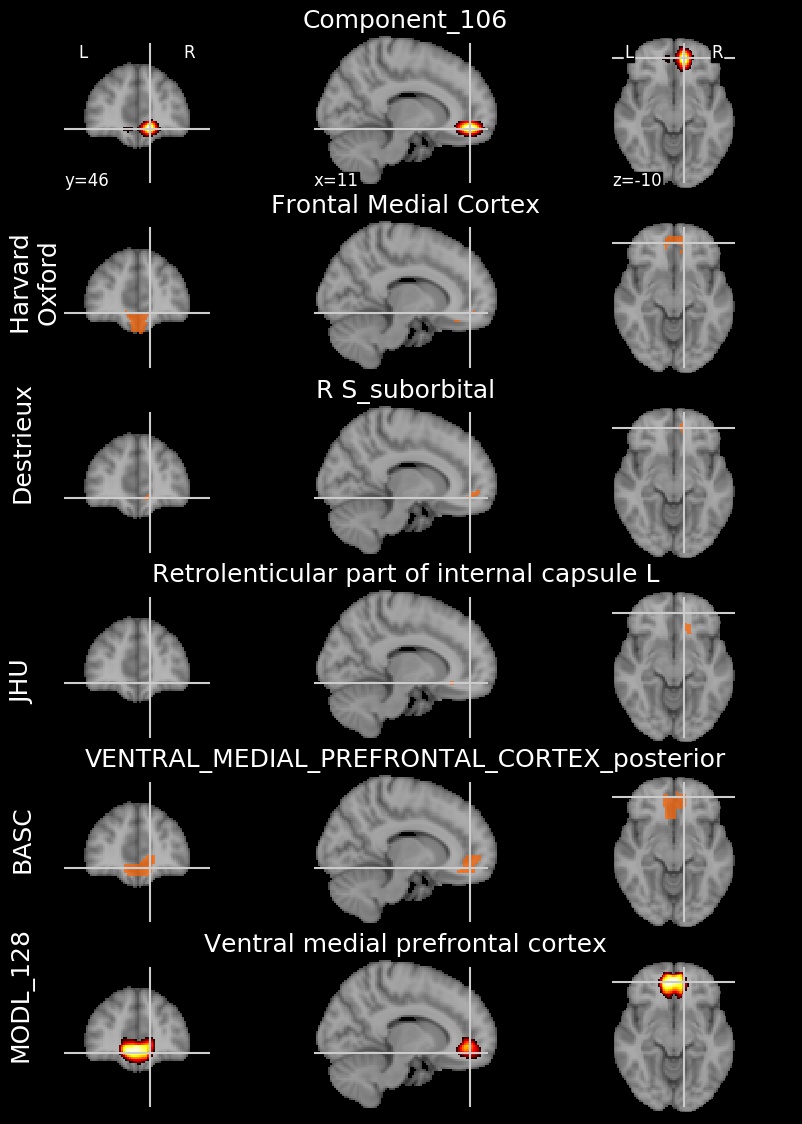 Component_106
L R L R
y=46 x=11 z=-10
Frontal Medial Cortex
Harvard
Oxford
R S_suborbital
Destrieux
Retrolenticular part of internal capsule L
JHU
VENTRAL_MEDIAL_PREFRONTAL_CORTEX_posterior
BASC
Ventral medial prefrontal cortex
MODL_128